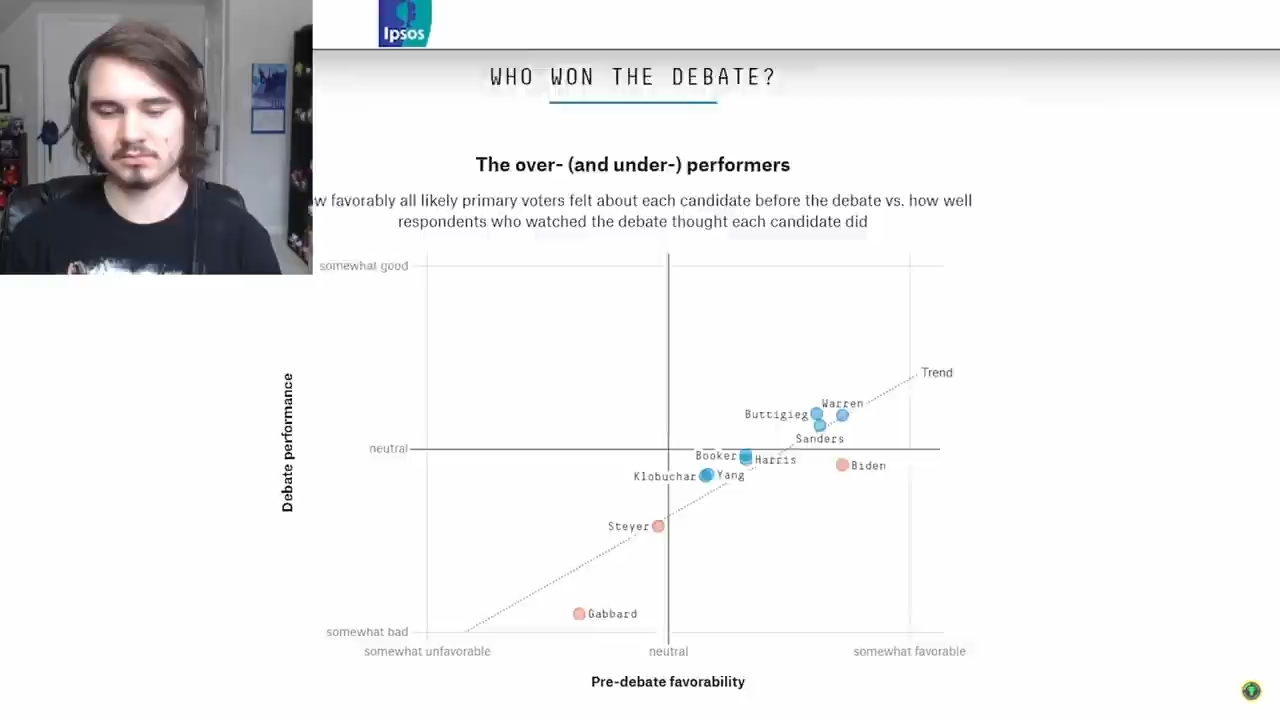 Ipsos
WHO WON THE DEBATE?
The over- (and under-) performers
favorably all likely primary voters felt about each candidate before the debate vs. how well
respondents who watched the debate thought each candidate did
somewhat good
Trend
Warren
Buttigieg
Sanders
neutral
Booker
Harris
Biden
Klobuchar
Yang
Steyer
Gabbard
somewhat bad
somewhat unfavorable
neutral
somewhat favorable
Debate performance
Pre-debate favorability